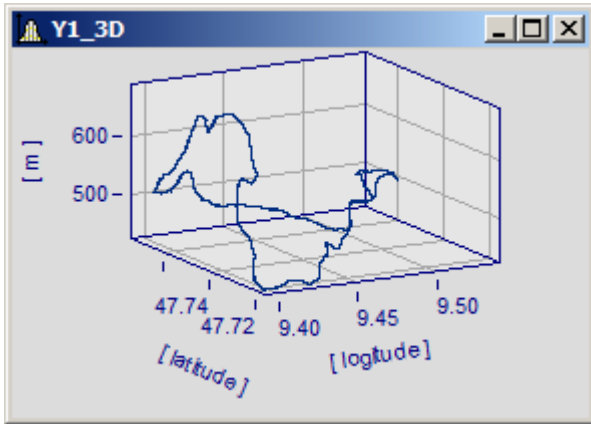 Y1_3D
600
[ m ]
500
47.74
47.72
9.40
9.45
9.50
[ latitude ]
[ logitude ]